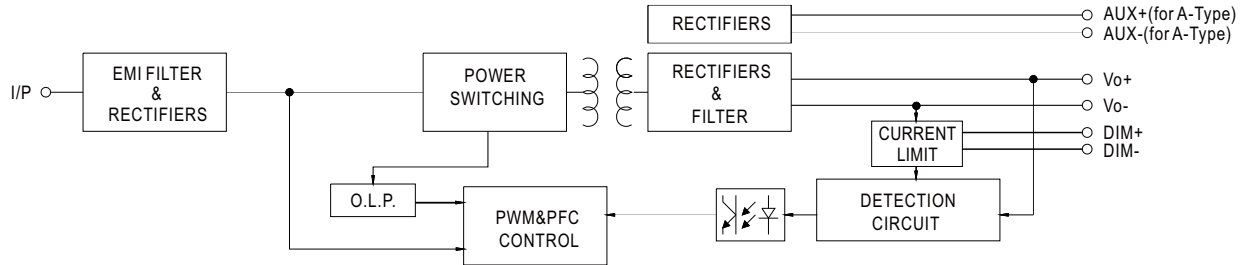 RECTIFIERS
AUX+(for A-Type)
AUX-(for A-Type)
I/P
EMI FILTER
&
RECTIFIERS
POWER
SWITCHING
RECTIFIERS
&
FILTER
Vo+
Vo-
CURRENT
LIMIT
DIM+
DIM-
O.L.P.
PWM&PFC
CONTROL
DETECTION
CIRCUIT